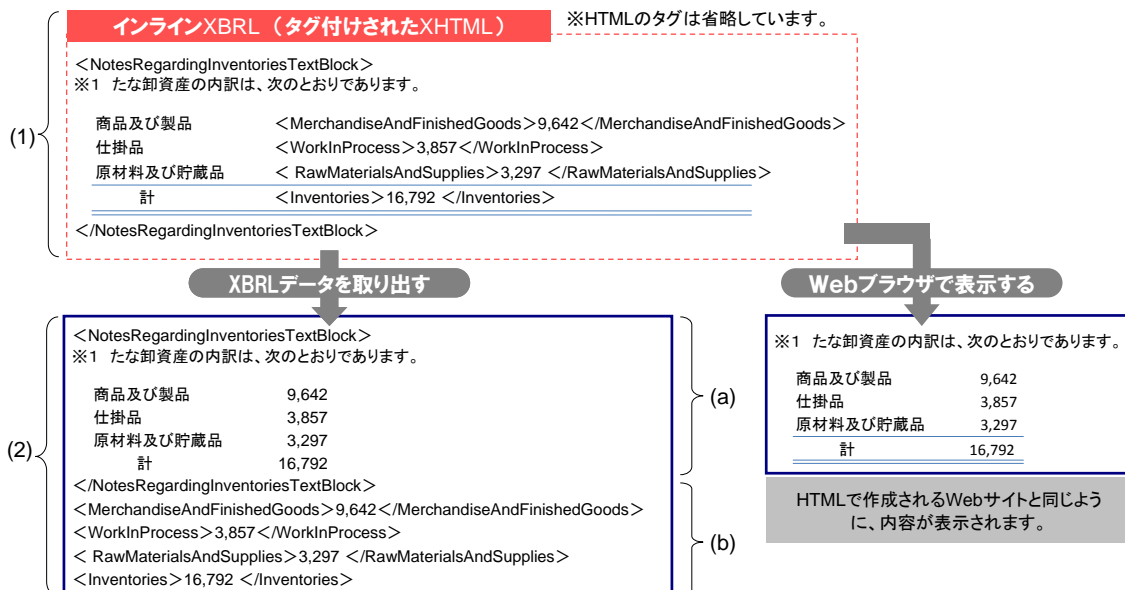 インラインXBRL（タグ付けされたXHTML）
※HTMLのタグは省略しています。
(1)
＜NotesRegardingInventoriesTextBlock＞
※1　たな卸資産の内訳は、次のとおりであります。
商品及び製品　＜MerchandiseAndFinishedGoods＞9,642＜/MerchandiseAndFinishedGoods＞
仕掛品　＜WorkInProcess＞3,857＜/WorkInProcess＞
原材料及び貯蔵品　＜ RawMaterialsAndSupplies＞3,297 ＜/RawMaterialsAndSupplies＞
計　＜Inventories＞16,792 ＜/Inventories＞
＜/NotesRegardingInventoriesTextBlock＞
XBRLデータを取り出す
Webブラウザで表示する
(2)
＜NotesRegardingInventoriesTextBlock＞
※1　たな卸資産の内訳は、次のとおりであります。
商品及び製品　9,642
仕掛品　3,857
原材料及び貯蔵品　3,297
計　16,792
＜/NotesRegardingInventoriesTextBlock＞
(a)
＜MerchandiseAndFinishedGoods＞9,642＜/MerchandiseAndFinishedGoods＞
＜WorkInProcess＞3,857＜/WorkInProcess＞
＜ RawMaterialsAndSupplies＞3,297 ＜/RawMaterialsAndSupplies＞
＜Inventories＞16,792 ＜/Inventories＞
(b)
※1　たな卸資産の内訳は、次のとおりであります。
商品及び製品　9,642
仕掛品　3,857
原材料及び貯蔵品　3,297
計　16,792
HTMLで作成されるWebサイトと同じよう
に、内容が表示されます。